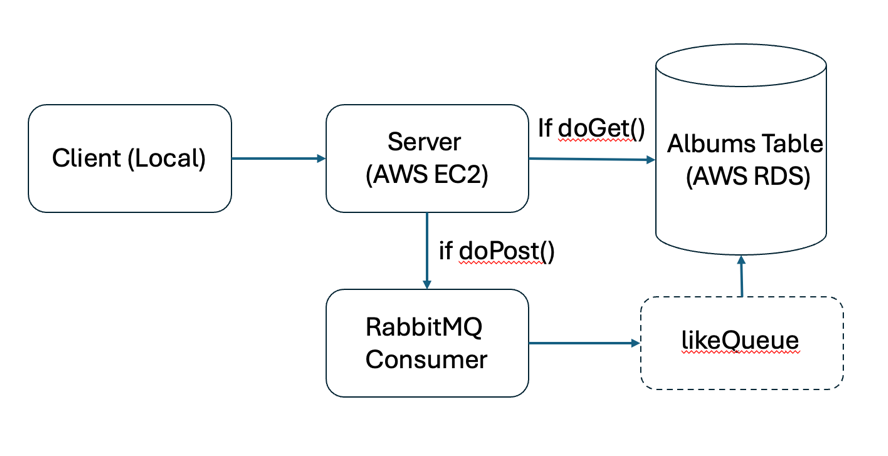 Client (Local)
Server
(AWS EC2)
If doGet()
Albums Table
(AWS RDS)
if doPost()
RabbitMQ
Consumer
likeQueue